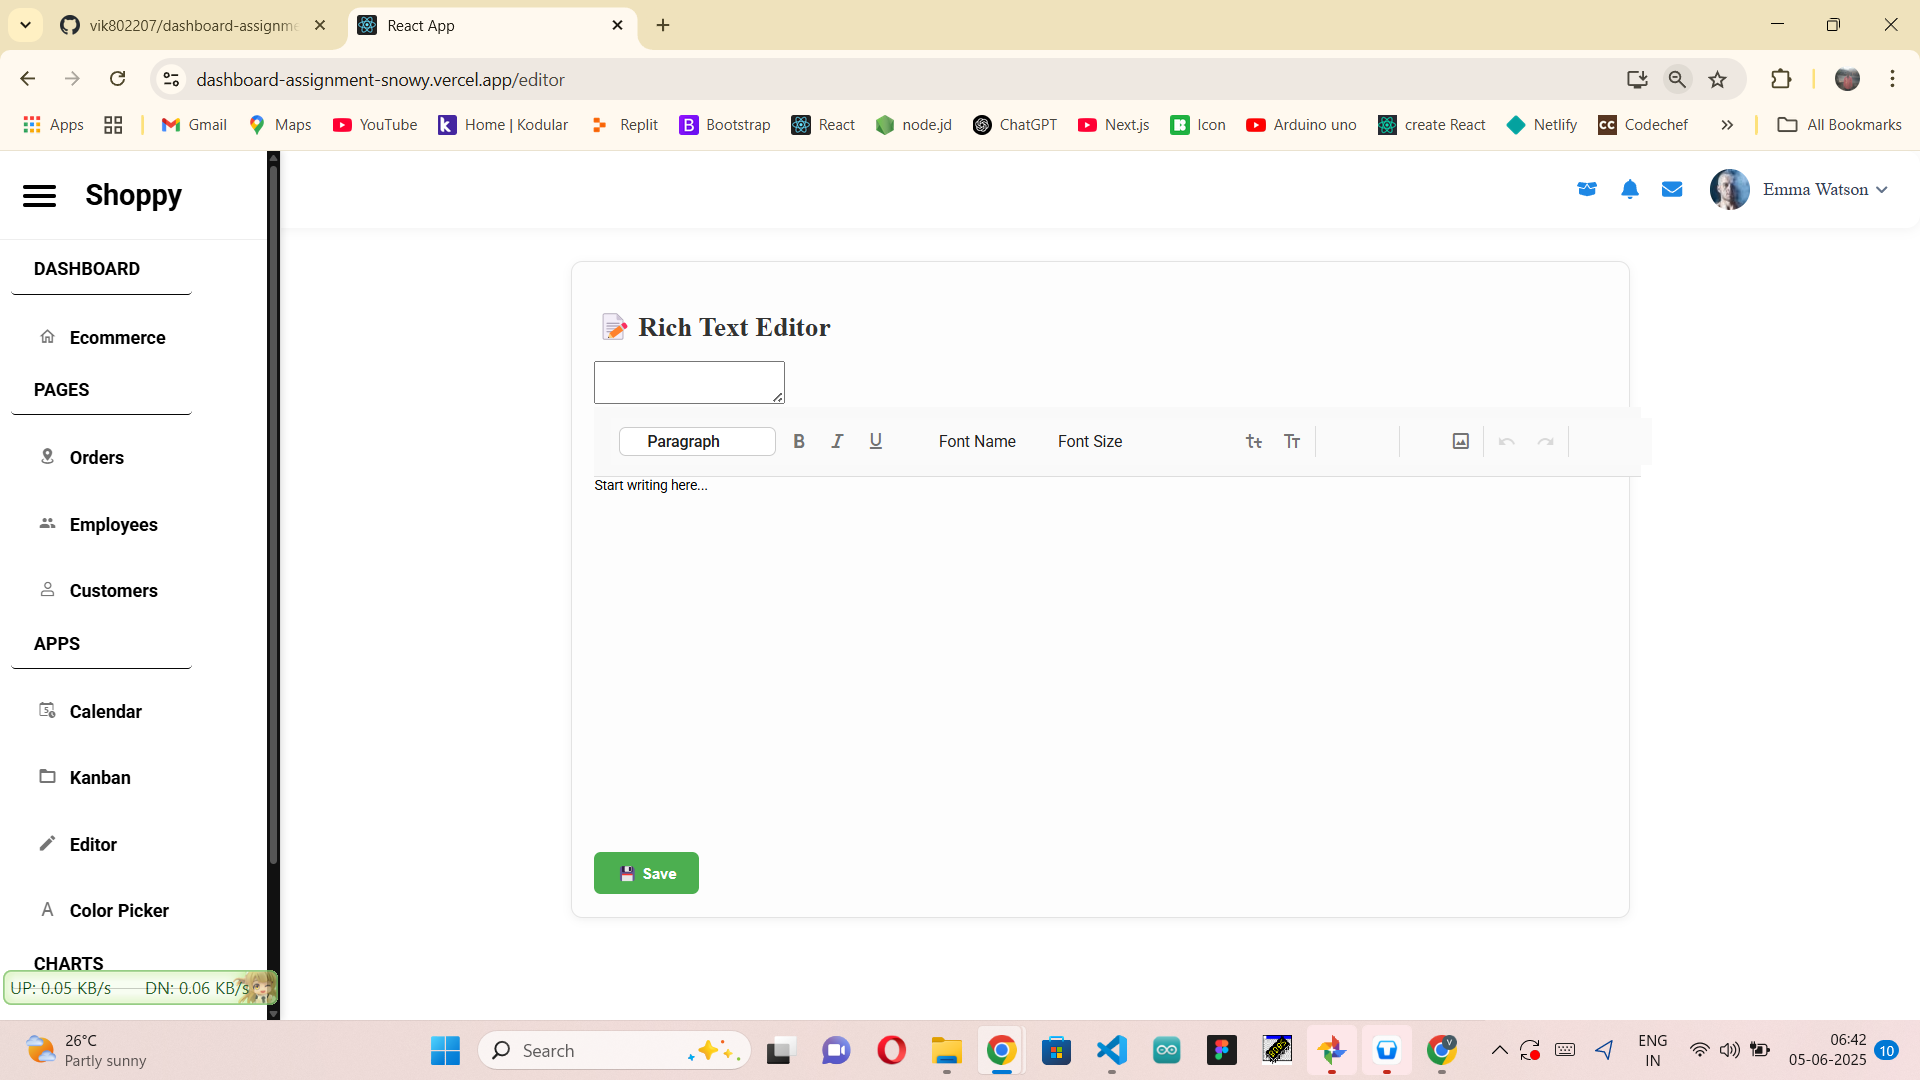 vik802207/dashboard-assignme
React App
dashboard-assignment-snowy.vercel.app/editor
Apps
Gmail
Maps
YouTube
Home | Kodular
Replit
Bootstrap
React
node.jd
ChatGPT
Next.js
Icon
Arduino uno
create React
Netlify
CC Codechef
All Bookmarks
Shoppy
Emma Watson
DASHBOARD
Ecommerce
PAGES
Orders
Employees
Customers
APPS
Calendar
Kanban
Editor
Color Picker
CHARTS
Rich Text Editor
Paragraph B I U Font Name Font Size
Start writing here...
Save
UP: 0.05 KB/s DN: 0.06 KB/s
26°C
Partly sunny
Search
V
ENG
IN
06:42
05-06-2025
10